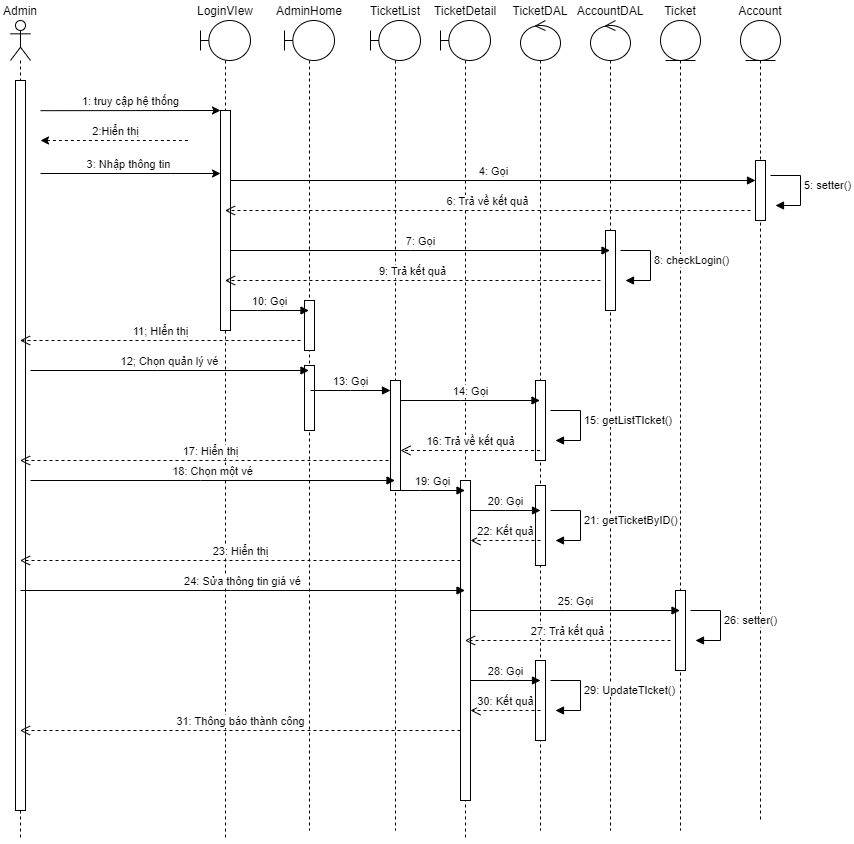 Admin
LoginVIew
AdminHome
TicketList
TicketDetail
TicketDAL
AccountDAL
Ticket
Account
1: truy cập hệ thống
2:Hiển thị
3: Nhập thông tin
4: Gọi
5: setter()
6: Trả về kết quả
7: Gọi
8: checkLogin()
9: Trả kết quả
10: Gọi
11; HIển thị
12; Chọn quản lý vé
13: Gọi
14: Gọi
15: getListTIcket()
16: Trả về kết quả
17: Hiển thị
18: Chọn một vé
19: Gọi
20: Gọi
21: getTicketByID()
22: Kết quả
23: Hiển thị
24: Sửa thông tin giá vé
25: Gọi
26: setter()
27: Trả kết quả
28: Gọi
29: UpdateTIcket()
30: Kết quả
31: Thông báo thành công